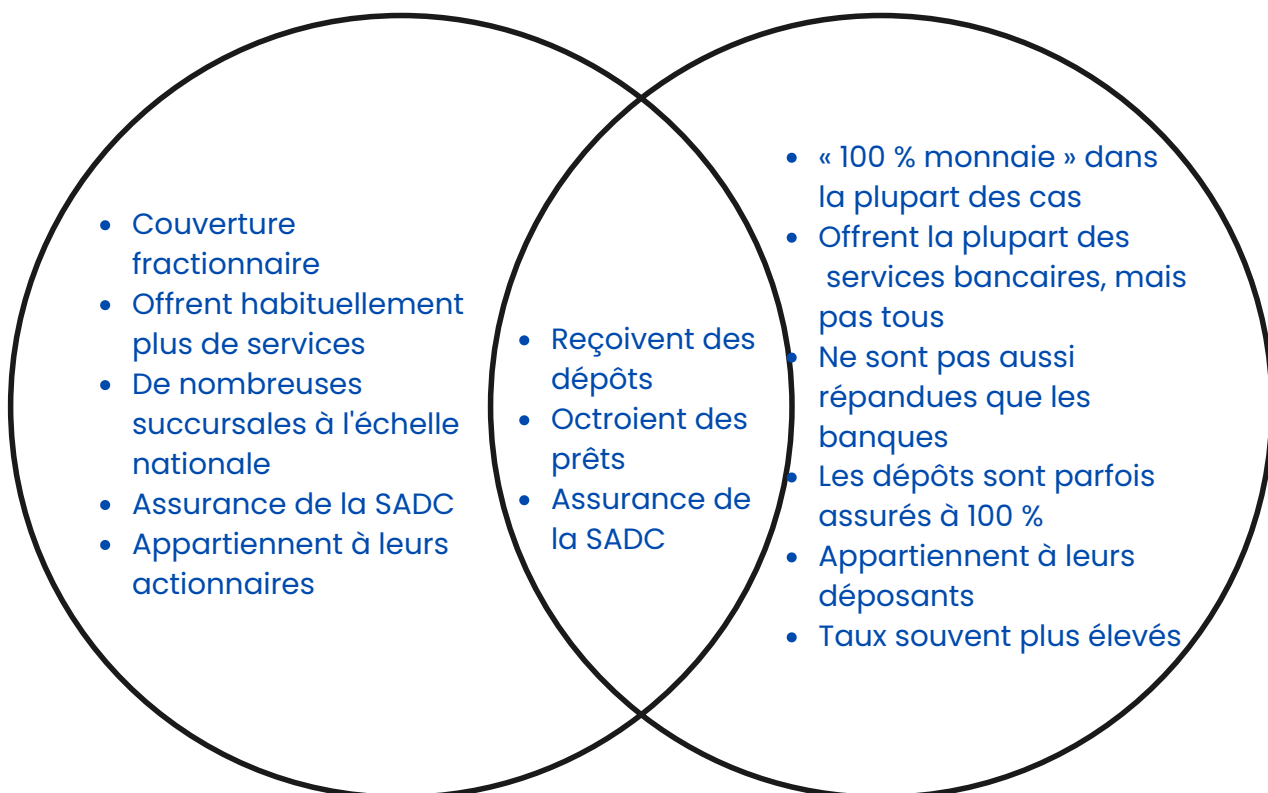 • Couverture
fractionnaire
• Offrent habituellement
plus de services
• De nombreuses
succursales à l'échelle
nationale
• Assurance de la SADC
• Appartiennent à leurs
actionnaires
• Reçoivent des
dépôts
• Octroient des
prêts
• Assurance de
la SADC
• « 100 % monnaie » dans
la plupart des cas
• Offrent la plupart des
services bancaires, mais
pas tous
• Ne sont pas aussi
répandues que les
banques
• Les dépôts sont parfois
assurés à 100 %
• Appartiennent à leurs
déposants
• Taux souvent plus élevés